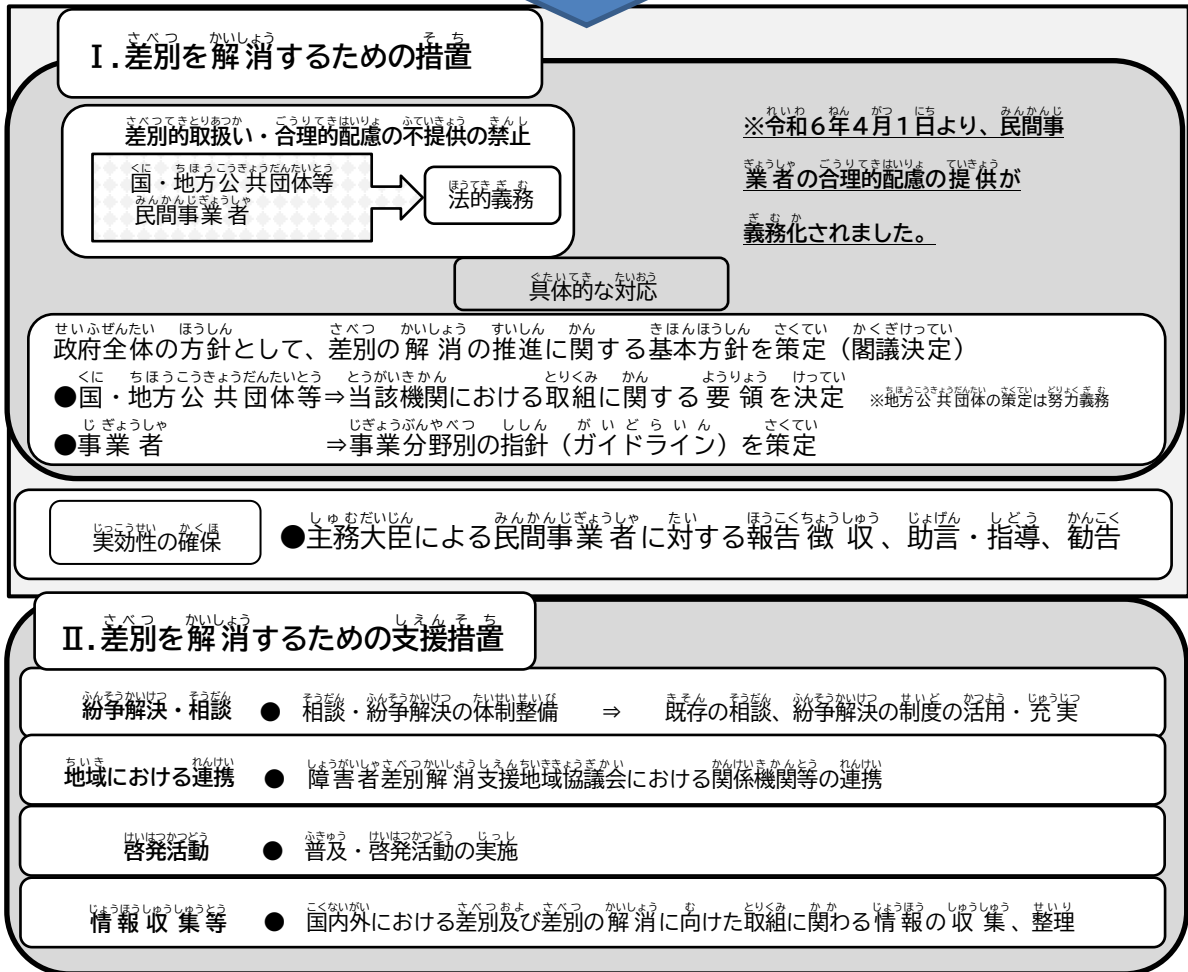 Ⅰ.差別を解消するための措置
差別的取扱い・合理的配慮の不提供の禁止
国・地方公共団体等
民間事業者
法的義務
※令和6年4月1日より、民間事
業者の合理的配慮の提供が
義務化されました。
具体的な対応
政府全体の方針として、差別の解消の推進に関する基本方針を策定（閣議決定）
●国・地方公共団体等⇒当該機関における取組に関する要領を決定 ※地方公共団体の策定は努力義務
●事業者 ⇒事業分野別の指針（ガイドライン）を策定
実効性の確保 ●主務大臣による民間事業者に対する報告徴収、助言・指導、勧告
Ⅱ.差別を解消するための支援措置
紛争解決・相談 ● 相談・紛争解決の体制整備 ⇒ 既存の相談、紛争解決の制度の活用・充実
地域における連携 ● 障害者差別解消支援地域協議会における関係機関等の連携
啓発活動 ● 普及・啓発活動の実施
情報収集等 ● 国内外における差別及び差別の解消に向けた取組に関わる情報の収集、整理